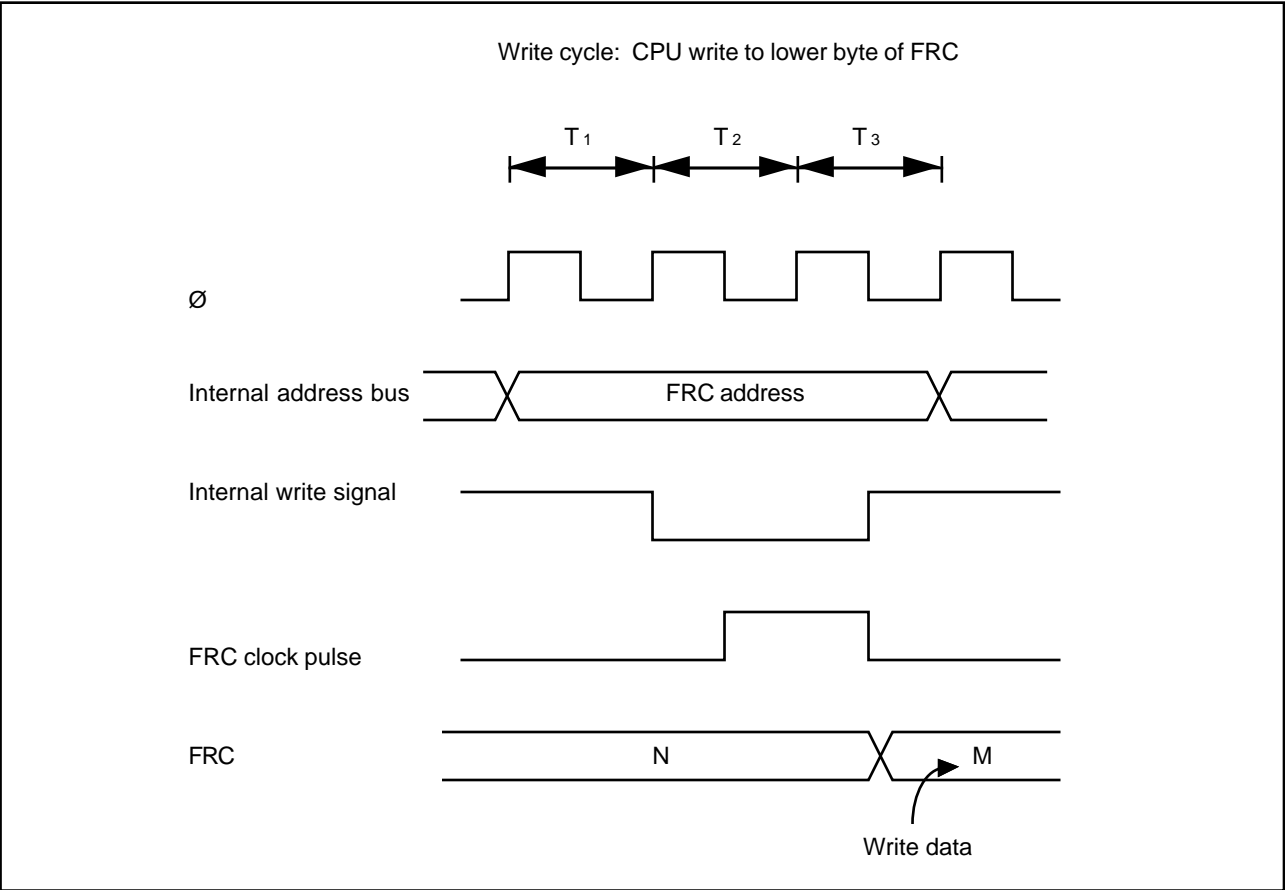 Write cycle: CPU write to lower byte of FRC
T1 T2 T3
Ø
Internal address bus FRC address
Internal write signal
FRC clock pulse
FRC N M
Write data